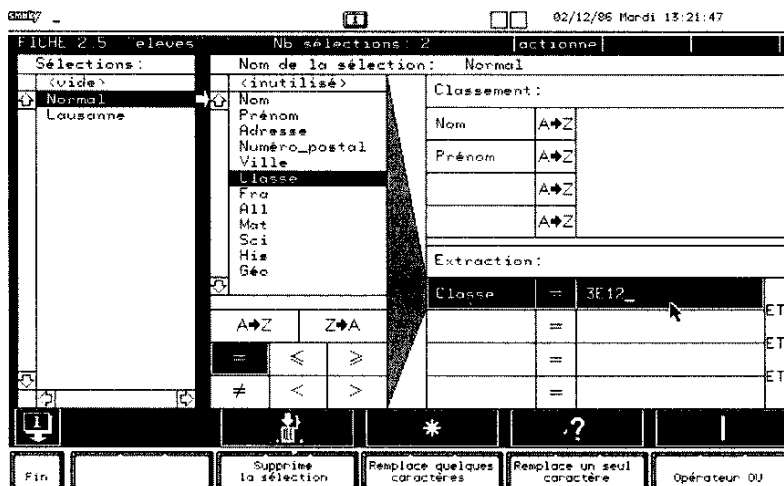 SMAKY
1
02/12/86 Mardi 13:21:47
FICHE 2.5 "eleves" Nb sélections: 2 actionne
Sélections: Nom de la sélection: Normal
<vide>
Normal
Lausanne
<inutilisé>
Nom
Prénom
Adresse
Numéro_postal
Ville
Classe
Fra
All
Mat
Sci
His
Géo
A→Z Z→A
= < ≥
≠ < >
Classement:
Nom A→Z
Prénom A→Z
A→Z
A→Z
Extraction:
Classe = 3E12_
ET
=
ET
=
ET
=
1 * .? |
Fin
Supprime
la sélection
Remplace quelques
caractères
Remplace un seul
caractère
Opérateur OU